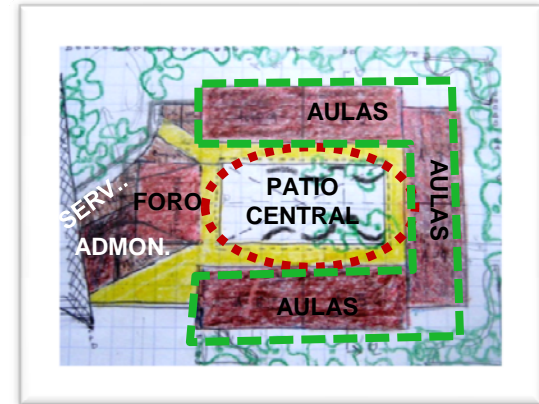 AULAS
AULAS
PATIO
CENTRAL
FORO
SERV..
ADMON.
AULAS